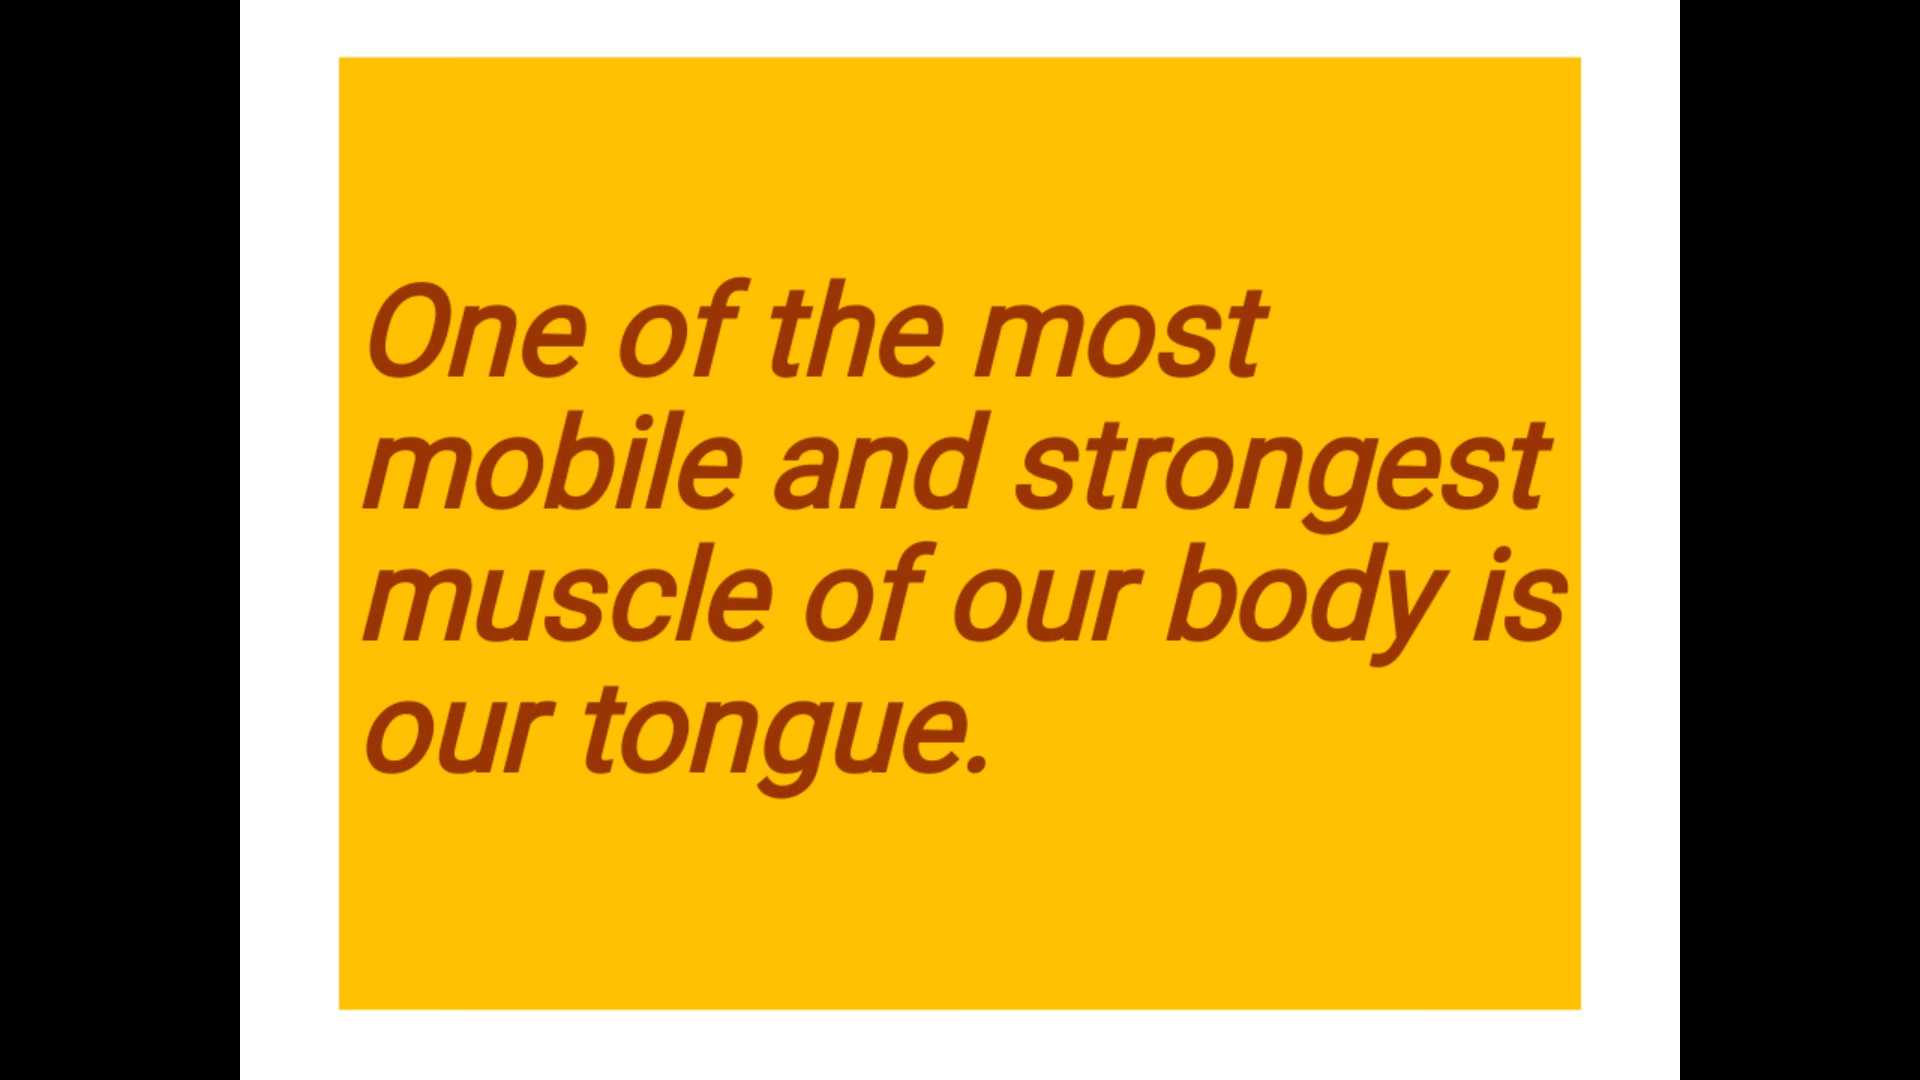 One of the most
mobile and strongest
muscle of our body is
our tongue.